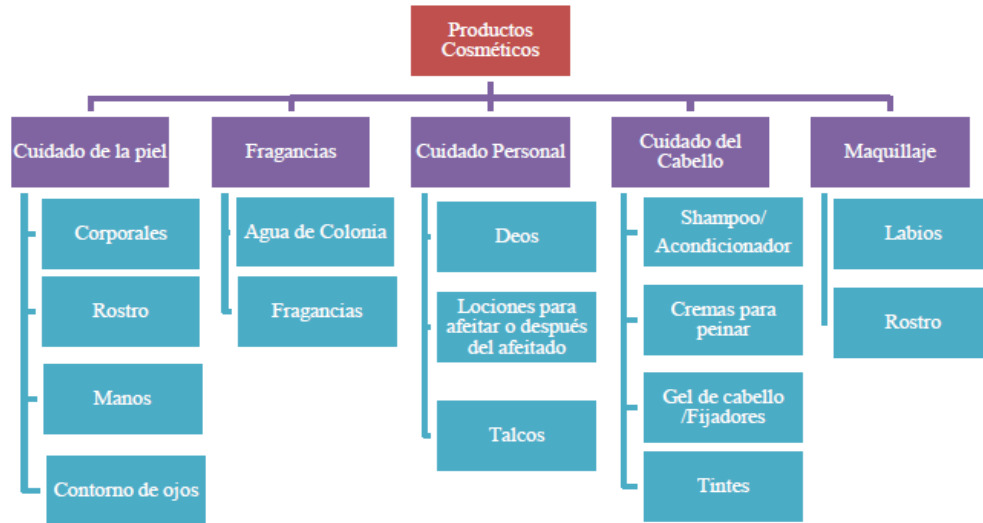 Productos
Cosméticos
Cuidado de la piel
Corporales
Rostro
Manos
Contorno de ojos
Fragancias
Agua de Colonia
Fragancias
Cuidado Personal
Deos
Lociones para
afeitar o después
del afeitado
Talcos
Cuidado del
Cabello
Shampoo/
Acondicionador
Cremas para
peinar
Gel de cabello
/Fijadores
Tintes
Maquillaje
Labios
Rostro